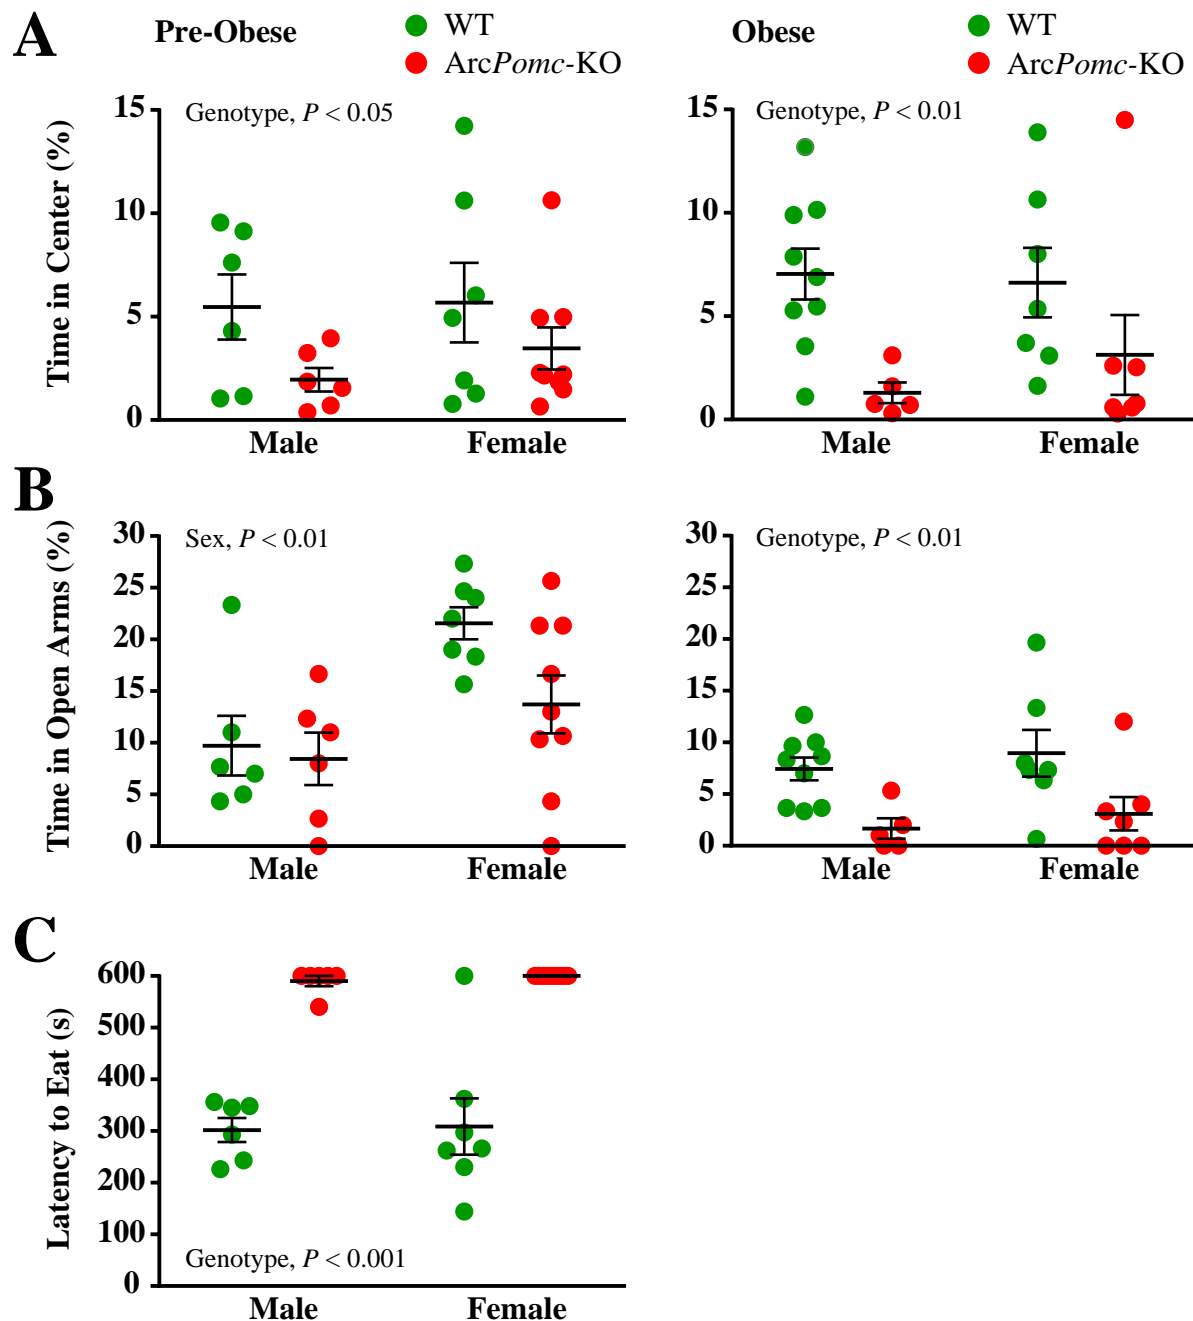 A
Pre-Obese
WT
ArcPomc-KO
Obese
WT
ArcPomc-KO
Time in Center (%)
15
10
5
0
Genotype, P < 0.05
Male
Female
15
10
5
0
Genotype, P < 0.01
Male
Female
B
Time in Open Arms (%)
30
25
20
15
10
5
0
Sex, P < 0.01
Male
Female
30
25
20
15
10
5
0
Genotype, P < 0.01
Male
Female
C
Latency to Eat (s)
600
500
400
300
200
100
0
Genotype, P < 0.001
Male
Female